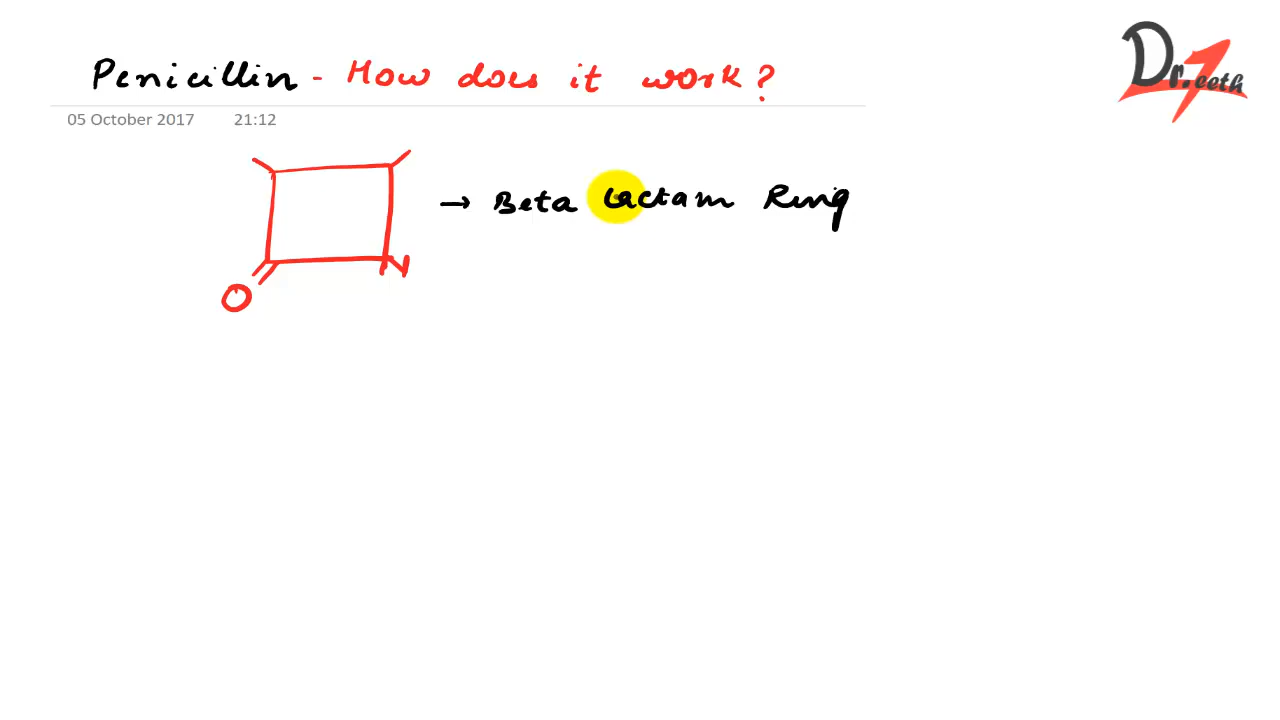 Penicillin - How does it work?
Dr.eeth
05 October 2017 21:12
→ Beta Lactam Ring
N
O